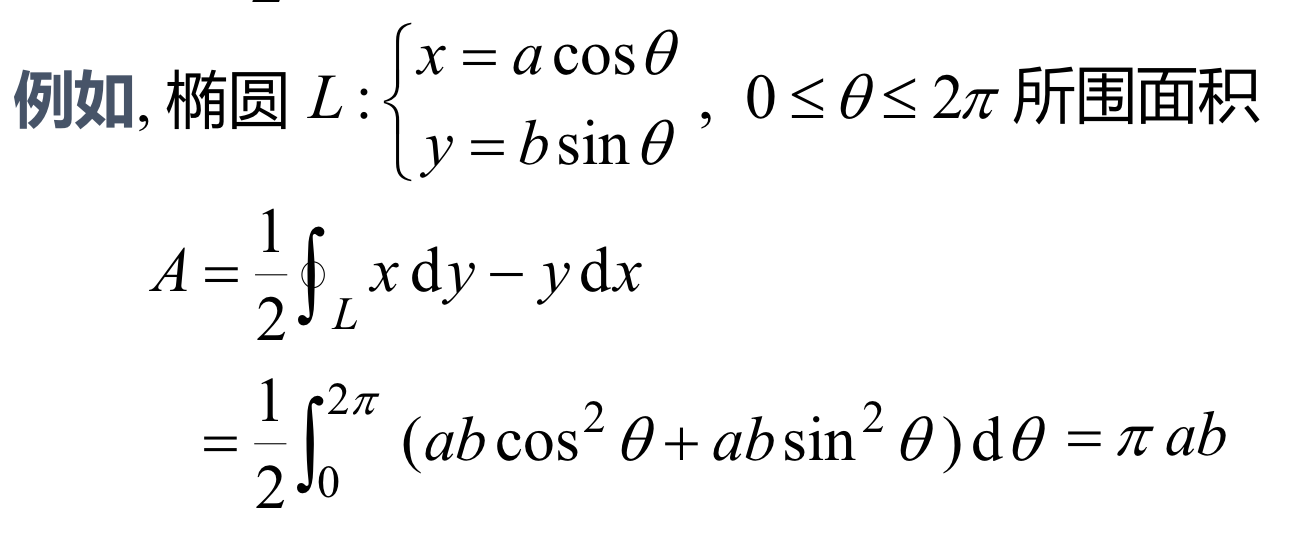 例如, 椭圆 L : { x = a cos θ , y = b sin θ , 0 ≤ θ ≤ 2π 所围面积
A = 1/2 ∮_L x dy − y dx
= 1/2 ∫_0^{2π} (ab cos² θ + ab sin² θ) dθ = π ab